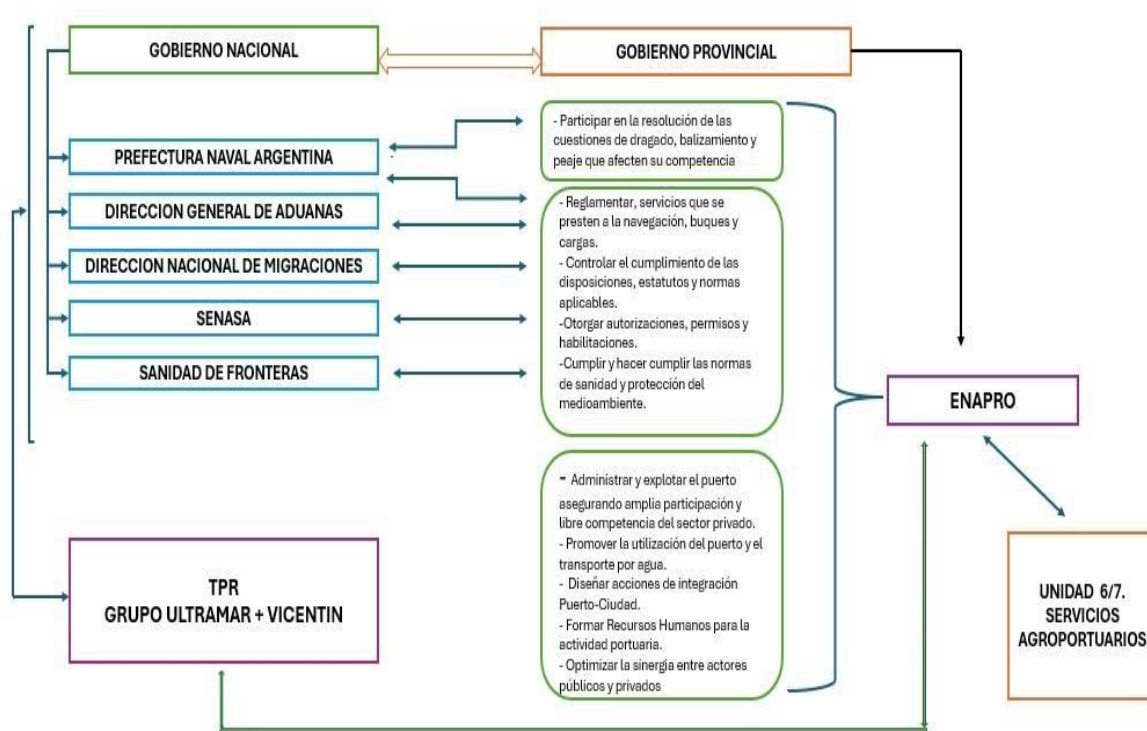 GOBIERNO NACIONAL
GOBIERNO PROVINCIAL
PREFECTURA NAVAL ARGENTINA
DIRECCION GENERAL DE ADUANAS
DIRECCION NACIONAL DE MIGRACIONES
SENASA
SANIDAD DE FRONTERAS
- Participar en la resolución de las
cuestiones de dragado, balizamiento y
peaje que afecten su competencia
- Reglamentar, servicios que se
presten a la navegación, buques y
cargas.
- Controlar el cumplimiento de las
disposiciones, estatutos y normas
aplicables.
-Otorgar autorizaciones, permisos y
habilitaciones.
-Cumplir y hacer cumplir las normas
de sanidad y protección del
medioambiente.
ENAPRO
- Administrar y explotar el puerto
asegurando amplia participación y
libre competencia del sector privado.
- Promover la utilización del puerto y el
transporte por agua.
- Diseñar acciones de integración
Puerto-Ciudad.
- Formar Recursos Humanos para la
actividad portuaria.
- Optimizar la sinergia entre actores
públicos y privados
TPR
GRUPO ULTRAMAR + VICENTIN
UNIDAD 6/7.
SERVICIOS
AGROPORTUARIOS